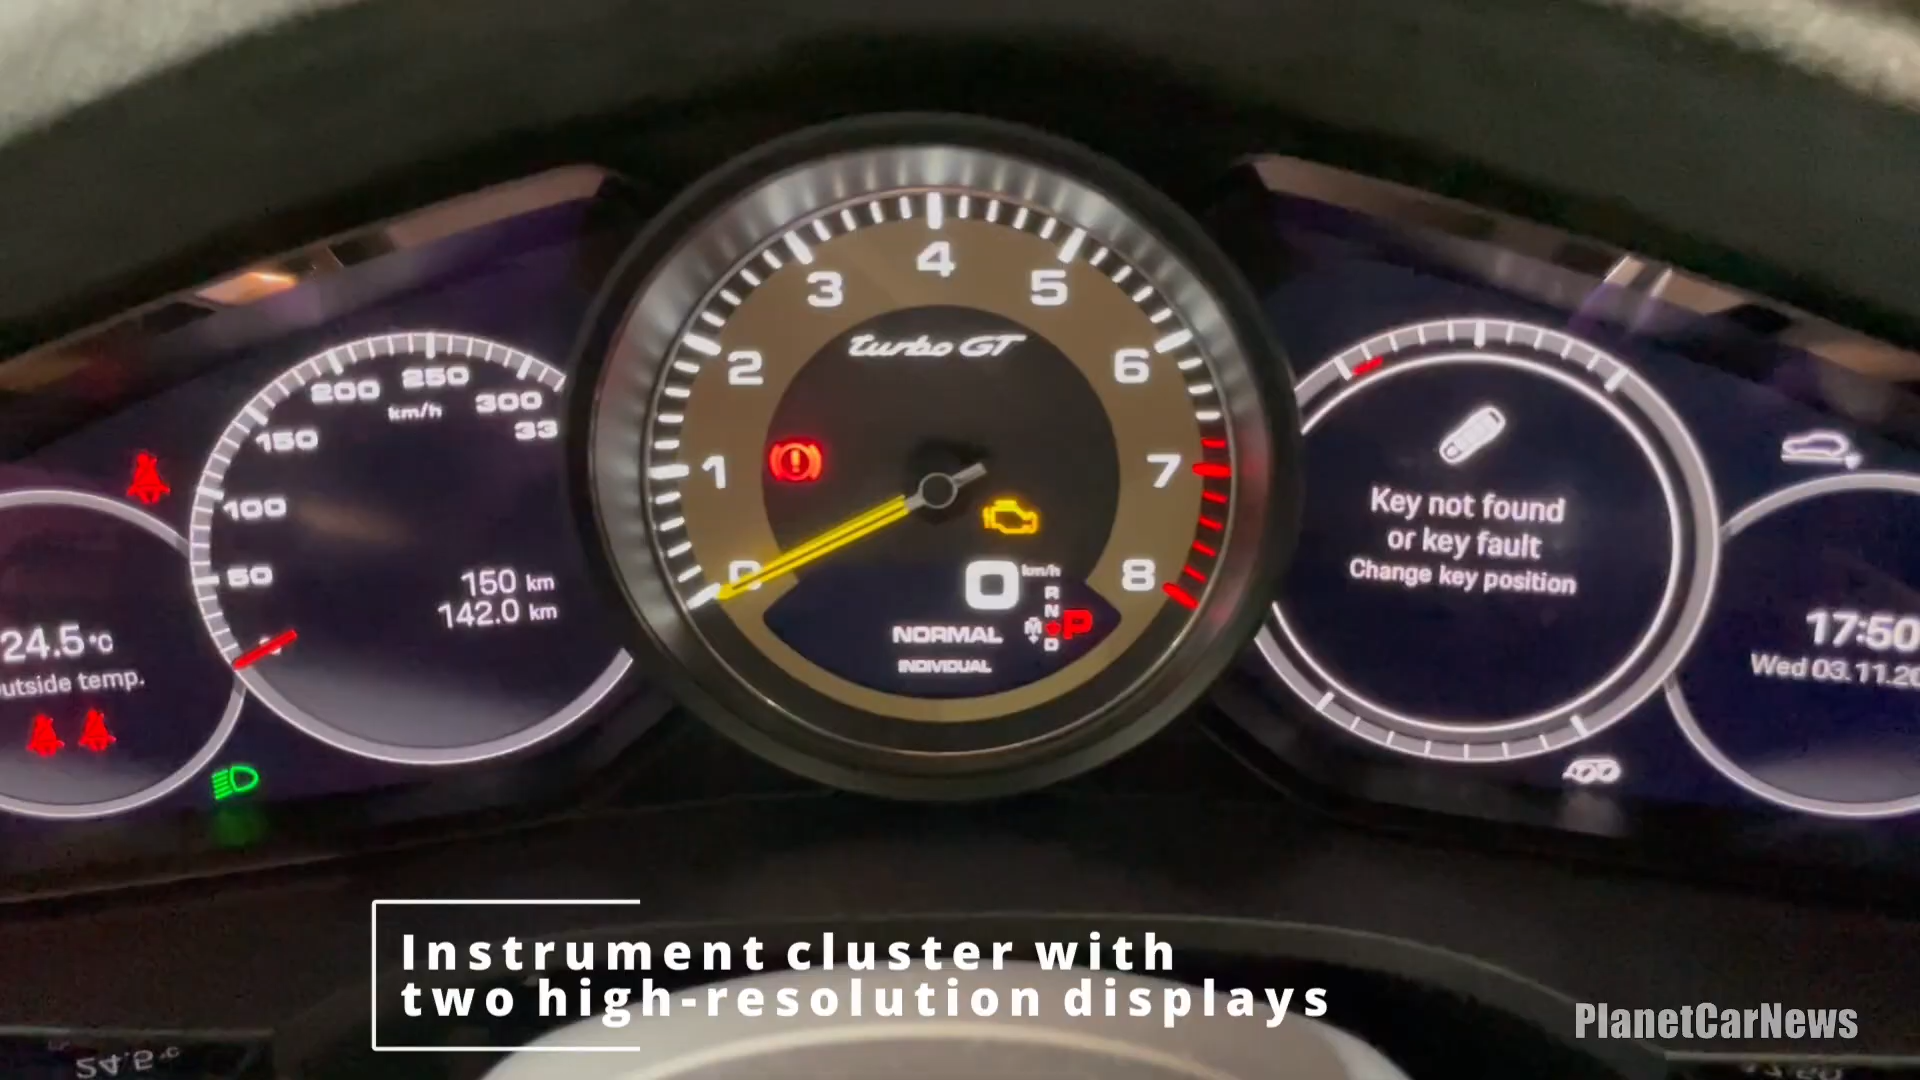 200
250
km/h
300
150
33
100
50
150 km
142.0 km
24.5 °C
utside temp.
4
3
5
turbo GT
2
6
1
7
0
8
0 km/h
R
N
M
P
D
NORMAL
INDIVIDUAL
Key not found
or key fault
Change key position
17:50
Wed 03.11.20
Instrument cluster with
two high-resolution displays
PlanetCarNews